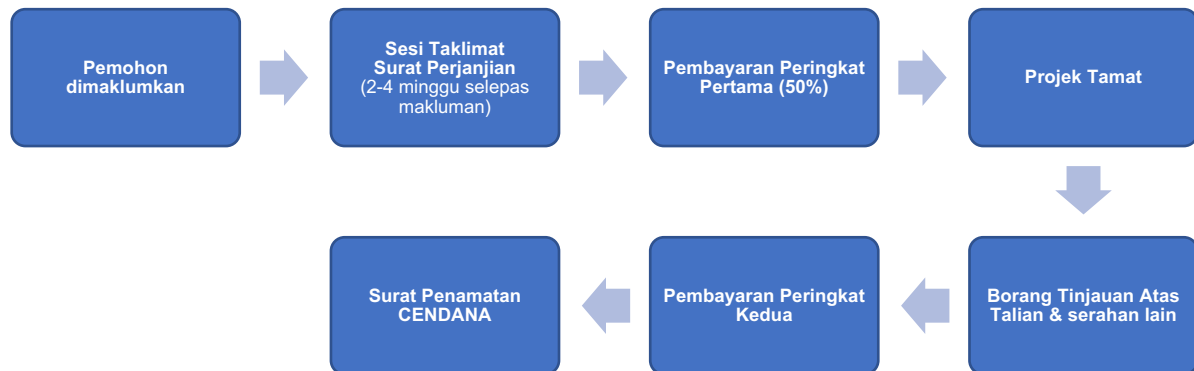 Pemohon
dimaklumkan
Sesi Taklimat
Surat Perjanjian
(2-4 minggu selepas
makluman)
Pembayaran Peringkat
Pertama (50%)
Projek Tamat
Borang Tinjauan Atas
Talian & serahan lain
Pembayaran Peringkat
Kedua
Surat Penamatan
CENDANA